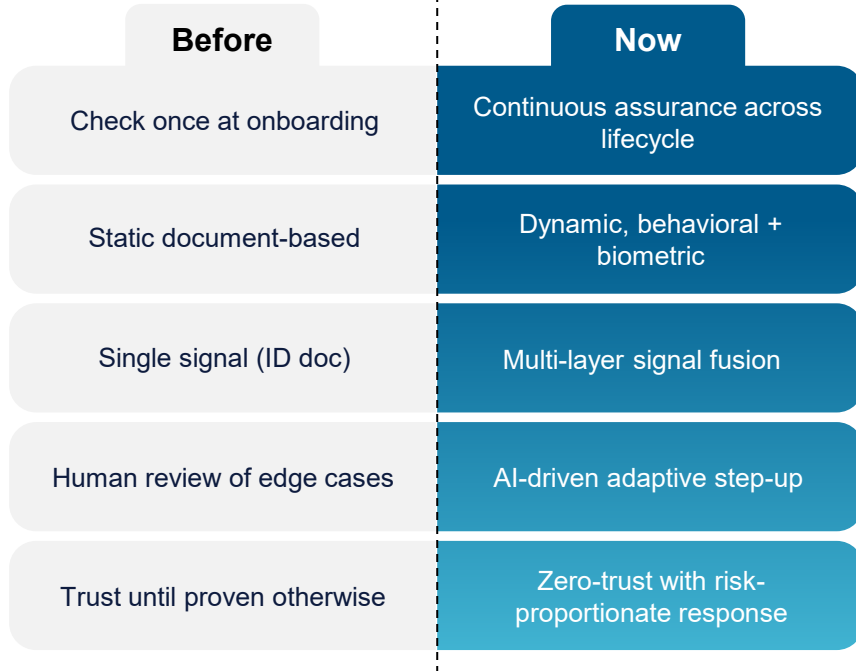 Before
Now
Check once at onboarding
Continuous assurance across
lifecycle
Static document-based
Dynamic, behavioral +
biometric
Single signal (ID doc)
Multi-layer signal fusion
Human review of edge cases
AI-driven adaptive step-up
Trust until proven otherwise
Zero-trust with risk-
proportionate response